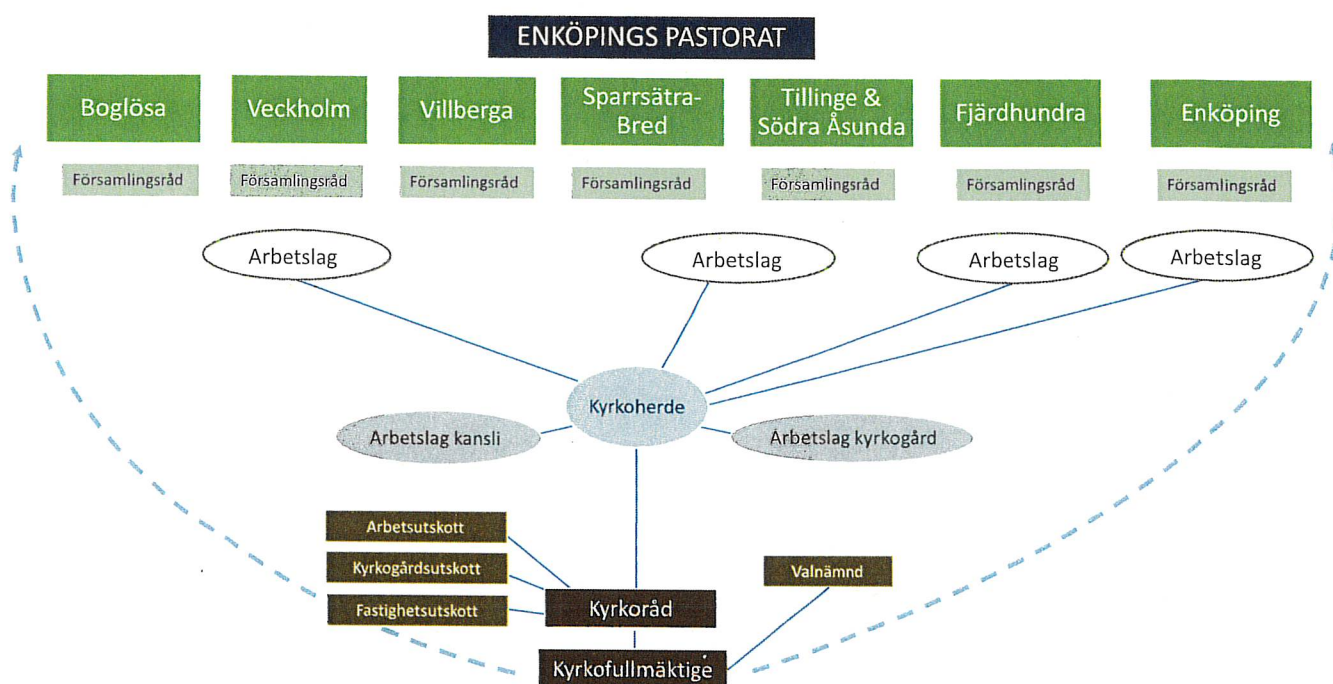 ENKÖPINGS PASTORAT
Boglösa
Veckholm
Villberga
Sparrsätra-
Bred
Tillinge &
Södra Åsunda
Fjärdhundra
Enköping
Församlingsråd
Församlingsråd
Församlingsråd
Församlingsråd
Församlingsråd
Församlingsråd
Församlingsråd
Arbetslag
Arbetslag
Arbetslag
Arbetslag
Kyrkoherde
Arbetslag kansli
Arbetslag kyrkogård
Arbetsutskott
Kyrkogårdsutskott
Fastighetsutskott
Valnämnd
Kyrkoråd
Kyrkofullmäktige